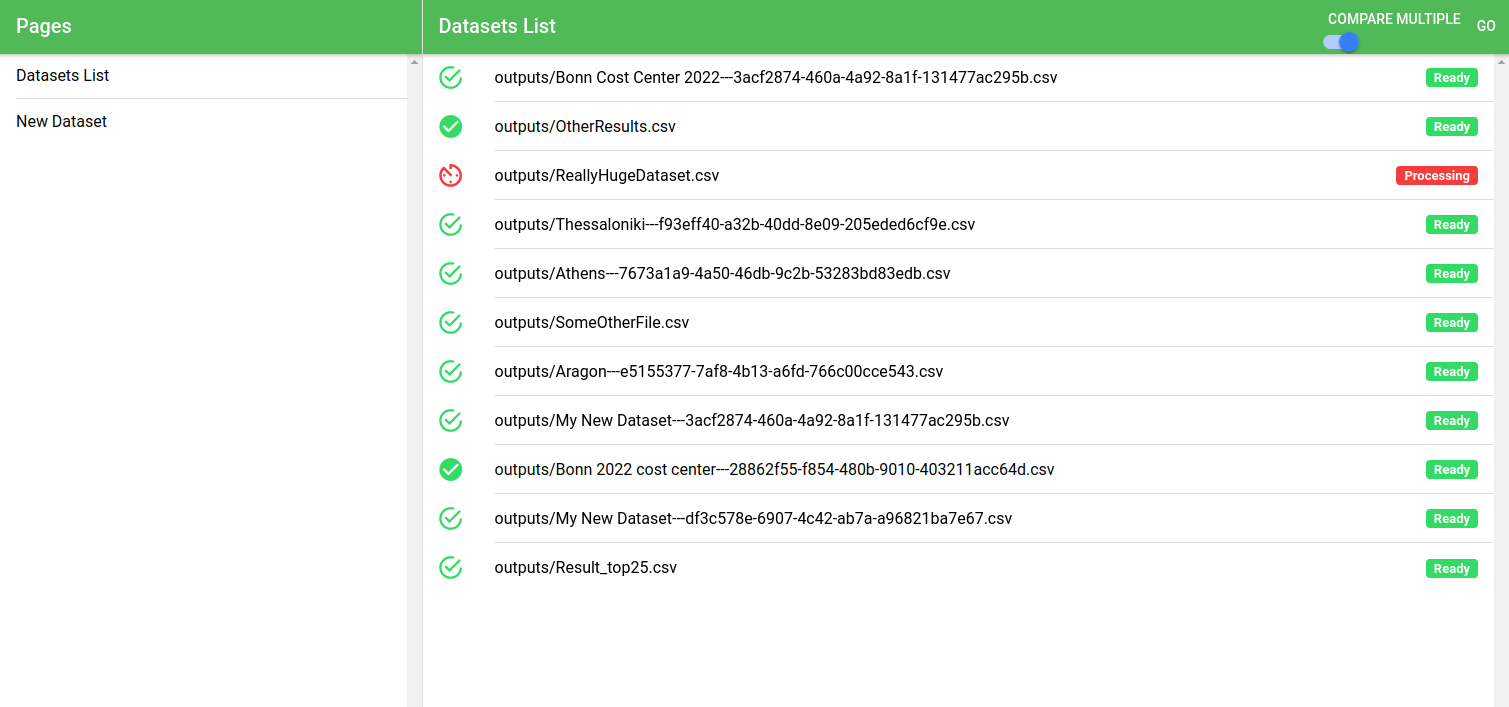 Pages
Datasets List
New Dataset
Datasets List
COMPARE MULTIPLE
GO
outputs/Bonn Cost Center 2022---3acf2874-460a-4a92-8a1f-131477ac295b.csv Ready
outputs/OtherResults.csv Ready
outputs/ReallyHugeDataset.csv Processing
outputs/Thessaloniki---f93eff40-a32b-40dd-8e09-205eded6cf9e.csv Ready
outputs/Athens---7673a1a9-4a50-46db-9c2b-53283bd83edb.csv Ready
outputs/SomeOtherFile.csv Ready
outputs/Aragon---e5155377-7af8-4b13-a6fd-766c00cce543.csv Ready
outputs/My New Dataset---3acf2874-460a-4a92-8a1f-131477ac295b.csv Ready
outputs/Bonn 2022 cost center---28862f55-f854-480b-9010-403211acc64d.csv Ready
outputs/My New Dataset---df3c578e-6907-4c42-ab7a-a96821ba7e67.csv Ready
outputs/Result_top25.csv Ready